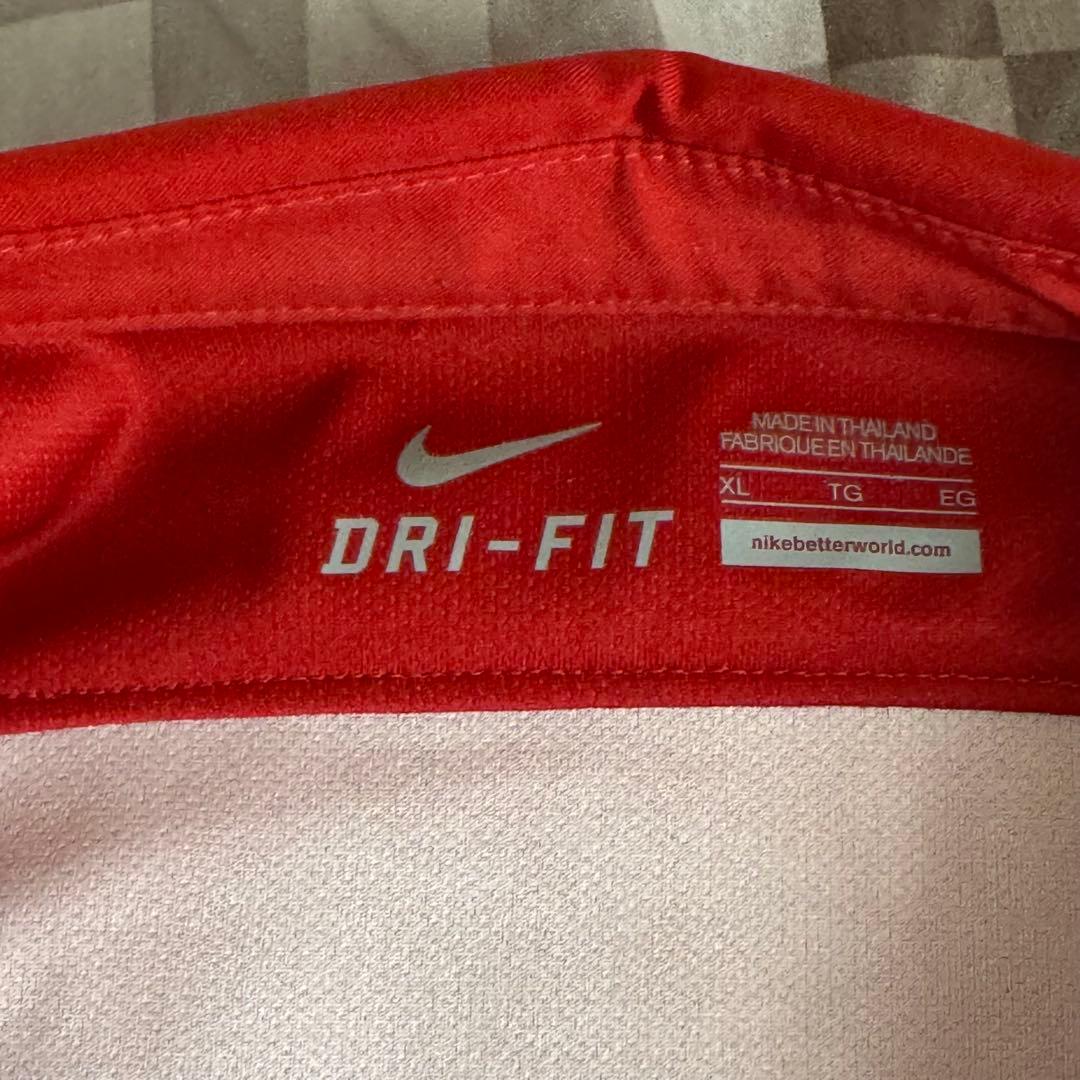 DRI-FIT
MADE IN THAILAND
FABRIQUE EN THAILANDE
XL TG EG
nikebetterworld.com